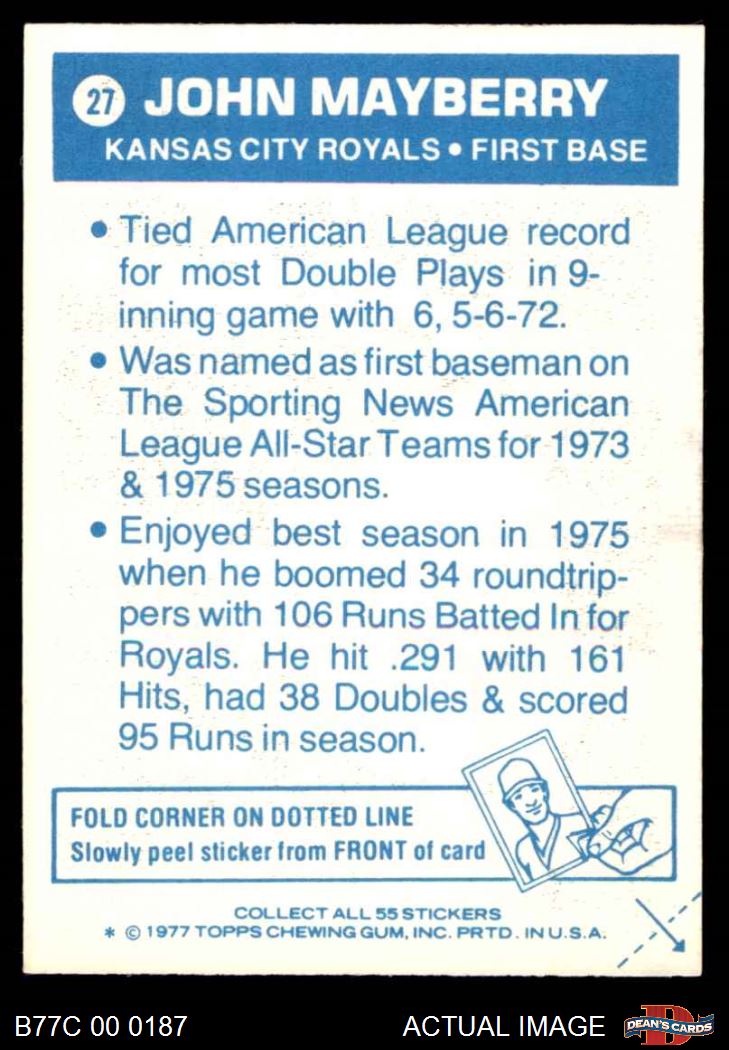 27 JOHN MAYBERRY
KANSAS CITY ROYALS • FIRST BASE
• Tied American League record
for most Double Plays in 9-
inning game with 6, 5-6-72.
• Was named as first baseman on
The Sporting News American
League All-Star Teams for 1973
& 1975 seasons.
• Enjoyed best season in 1975
when he boomed 34 roundtrip-
pers with 106 Runs Batted In for
Royals. He hit .291 with 161
Hits, had 38 Doubles & scored
95 Runs in season.
FOLD CORNER ON DOTTED LINE
Slowly peel sticker from FRONT of card
COLLECT ALL 55 STICKERS
* © 1977 TOPPS CHEWING GUM, INC. PRTD. IN U.S.A.
B77C 00 0187 ACTUAL IMAGE D DEAN'S CARDS